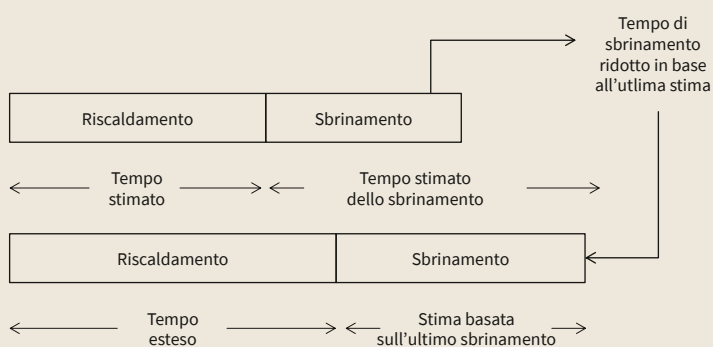 Tempo di
sbrinamento
ridotto in base
all'utlima stima
Riscaldamento
Sbrinamento
Tempo
stimato
Tempo stimato
dello sbrinamento
Riscaldamento
Sbrinamento
Tempo
esteso
Stima basata
sull'ultimo sbrinamento